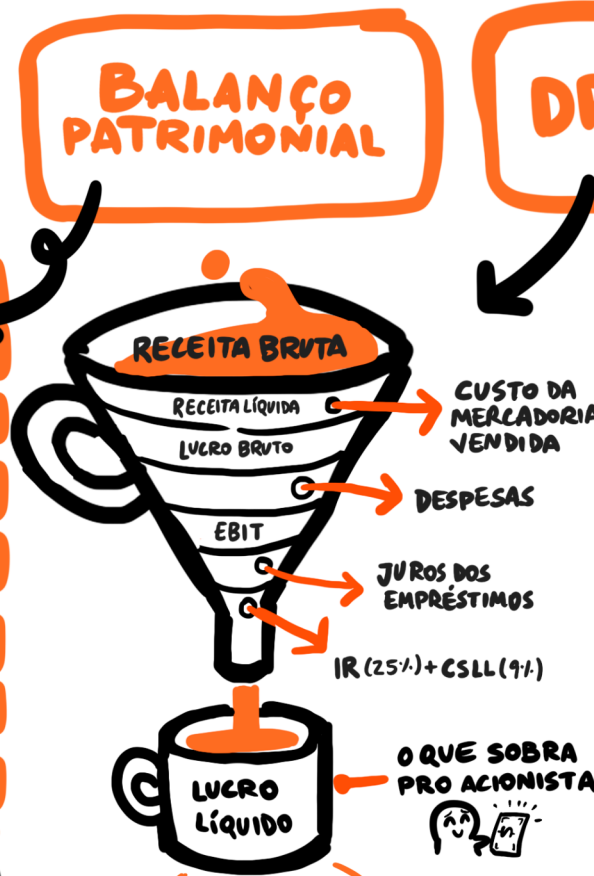 BALANÇO
PATRIMONIAL
RECEITA BRUTA
RECEITA LÍQUIDA
CUSTO DA
MERCADORIA
VENDIDA
LUCRO BRUTO
DESPESAS
EBIT
JUROS DOS
EMPRÉSTIMOS
IR (25%) + CSLL (9%)
LUCRO
LÍQUIDO
O QUE SOBRA
PRO ACIONISTA